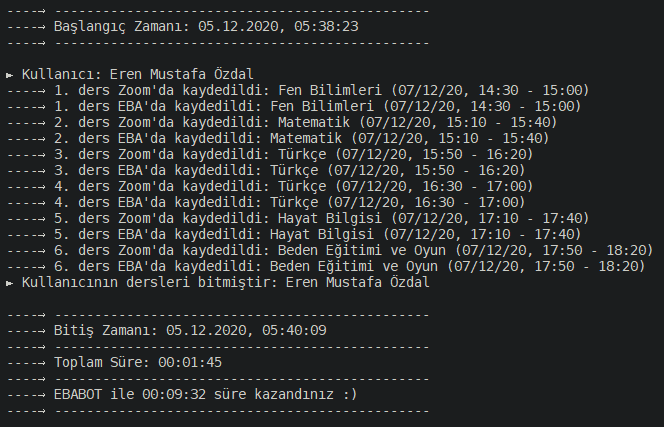 ----→ -----------------------------------------------
----→ Başlangıç Zamanı: 05.12.2020, 05:38:23
----→ -----------------------------------------------
► Kullanıcı: Eren Mustafa Özdal
----→ 1. ders Zoom'da kaydedildi: Fen Bilimleri (07/12/20, 14:30 - 15:00)
----→ 1. ders EBA'da kaydedildi: Fen Bilimleri (07/12/20, 14:30 - 15:00)
----→ 2. ders Zoom'da kaydedildi: Matematik (07/12/20, 15:10 - 15:40)
----→ 2. ders EBA'da kaydedildi: Matematik (07/12/20, 15:10 - 15:40)
----→ 3. ders Zoom'da kaydedildi: Türkçe (07/12/20, 15:50 - 16:20)
----→ 3. ders EBA'da kaydedildi: Türkçe (07/12/20, 15:50 - 16:20)
----→ 4. ders Zoom'da kaydedildi: Türkçe (07/12/20, 16:30 - 17:00)
----→ 4. ders EBA'da kaydedildi: Türkçe (07/12/20, 16:30 - 17:00)
----→ 5. ders Zoom'da kaydedildi: Hayat Bilgisi (07/12/20, 17:10 - 17:40)
----→ 5. ders EBA'da kaydedildi: Hayat Bilgisi (07/12/20, 17:10 - 17:40)
----→ 6. ders Zoom'da kaydedildi: Beden Eğitimi ve Oyun (07/12/20, 17:50 - 18:20)
----→ 6. ders EBA'da kaydedildi: Beden Eğitimi ve Oyun (07/12/20, 17:50 - 18:20)
► Kullanıcının dersleri bitmiştir: Eren Mustafa Özdal
----→ -----------------------------------------------
----→ Bitiş Zamanı: 05.12.2020, 05:40:09
----→ -----------------------------------------------
----→ Toplam Süre: 00:01:45
----→ -----------------------------------------------
----→ EBABOT ile 00:09:32 süre kazandınız :)
----→ -----------------------------------------------